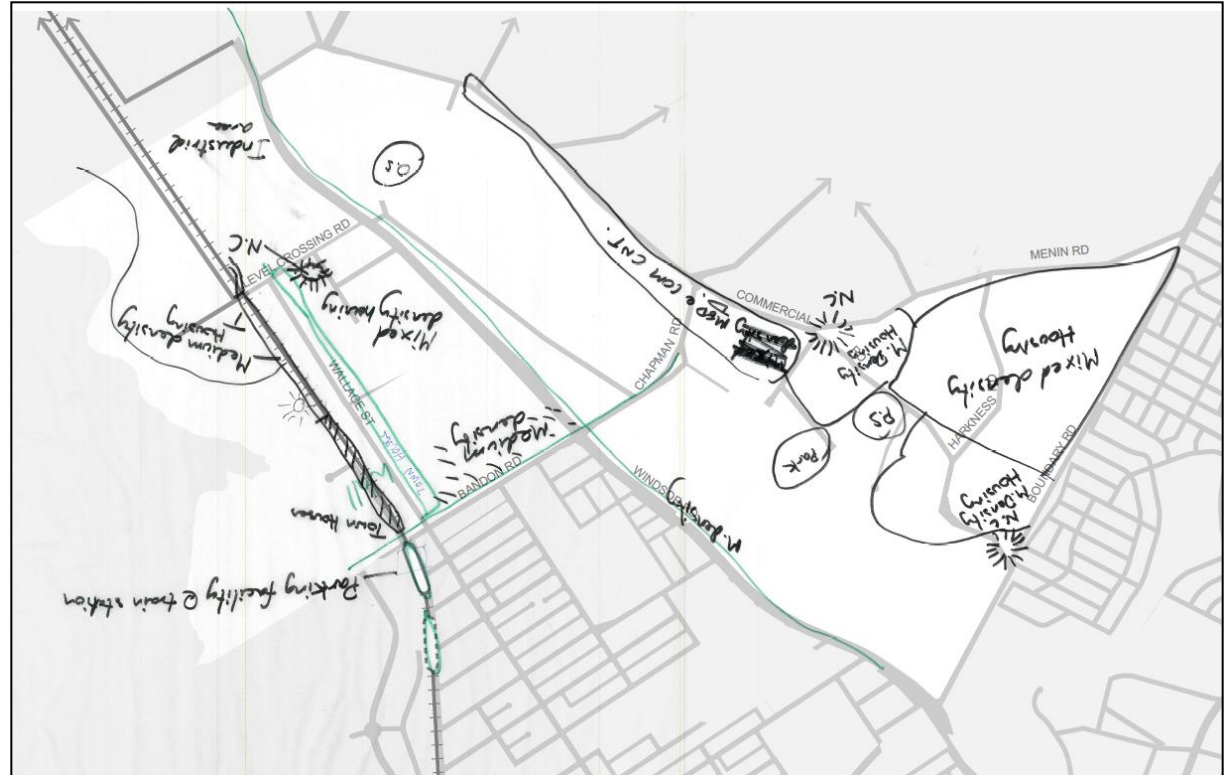 Industrial
area
O.S
N.C
LEVEL CROSSING RD
Mixed
density housing
Medium density
Housing
WALLACE ST
TOWN HOUSES
Medium
density
BANDON RD
Town Houses
Parking facility @ train station
MED. D. @ COM CNT.
CHAPMAN RD
COMMERCIAL
N.C
M. Density
Housing
MENIN RD
Mixed density
Housing
HARKNESS
P.S
Park
BOUNDARY RD
N.C
M. Density
Housing
WINDSOR
M. density